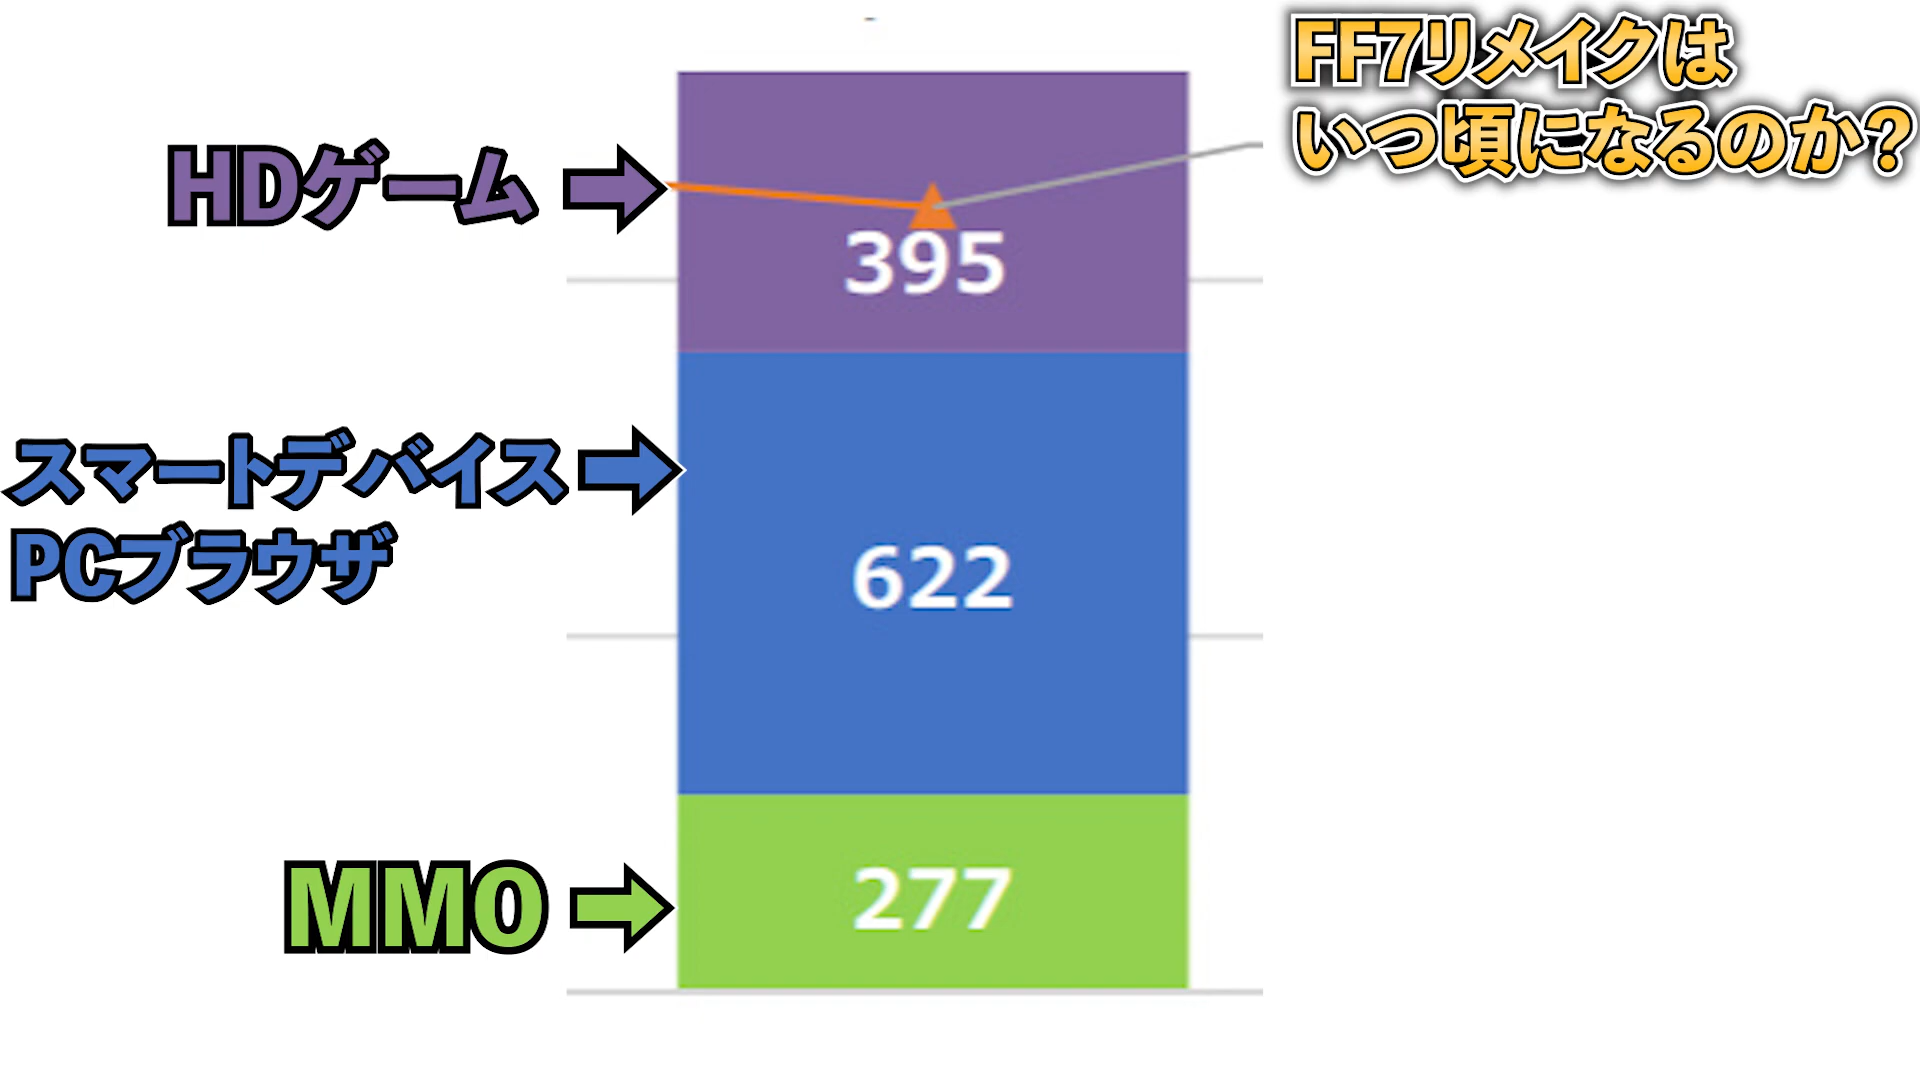 FF7リメイクは
いつ頃になるのか?
HDゲーム
395
スマートデバイス
PCブラウザ
622
MMO
277